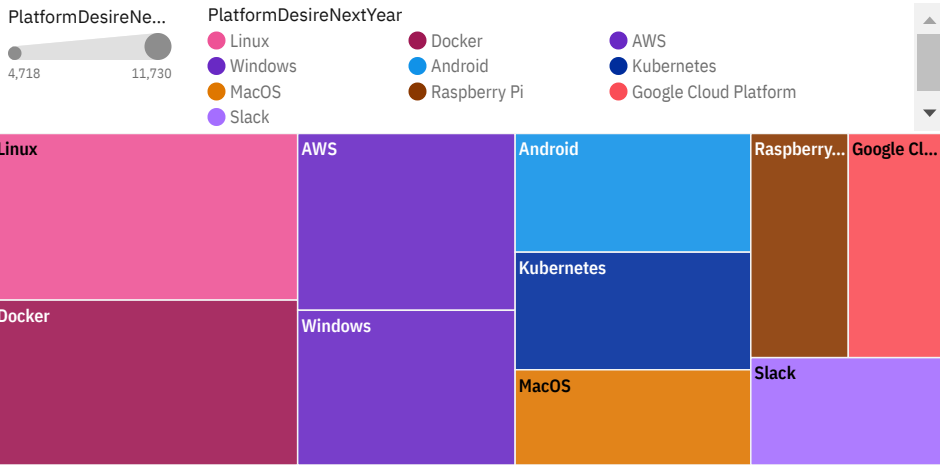 PlatformDesireNe...
4,718 11,730
PlatformDesireNextYear
Linux Docker AWS
Windows Android Kubernetes
MacOS Raspberry Pi Google Cloud Platform
Slack
Linux
AWS
Android
Raspberry...
Google Cl...
Kubernetes
Docker
Windows
Slack
MacOS